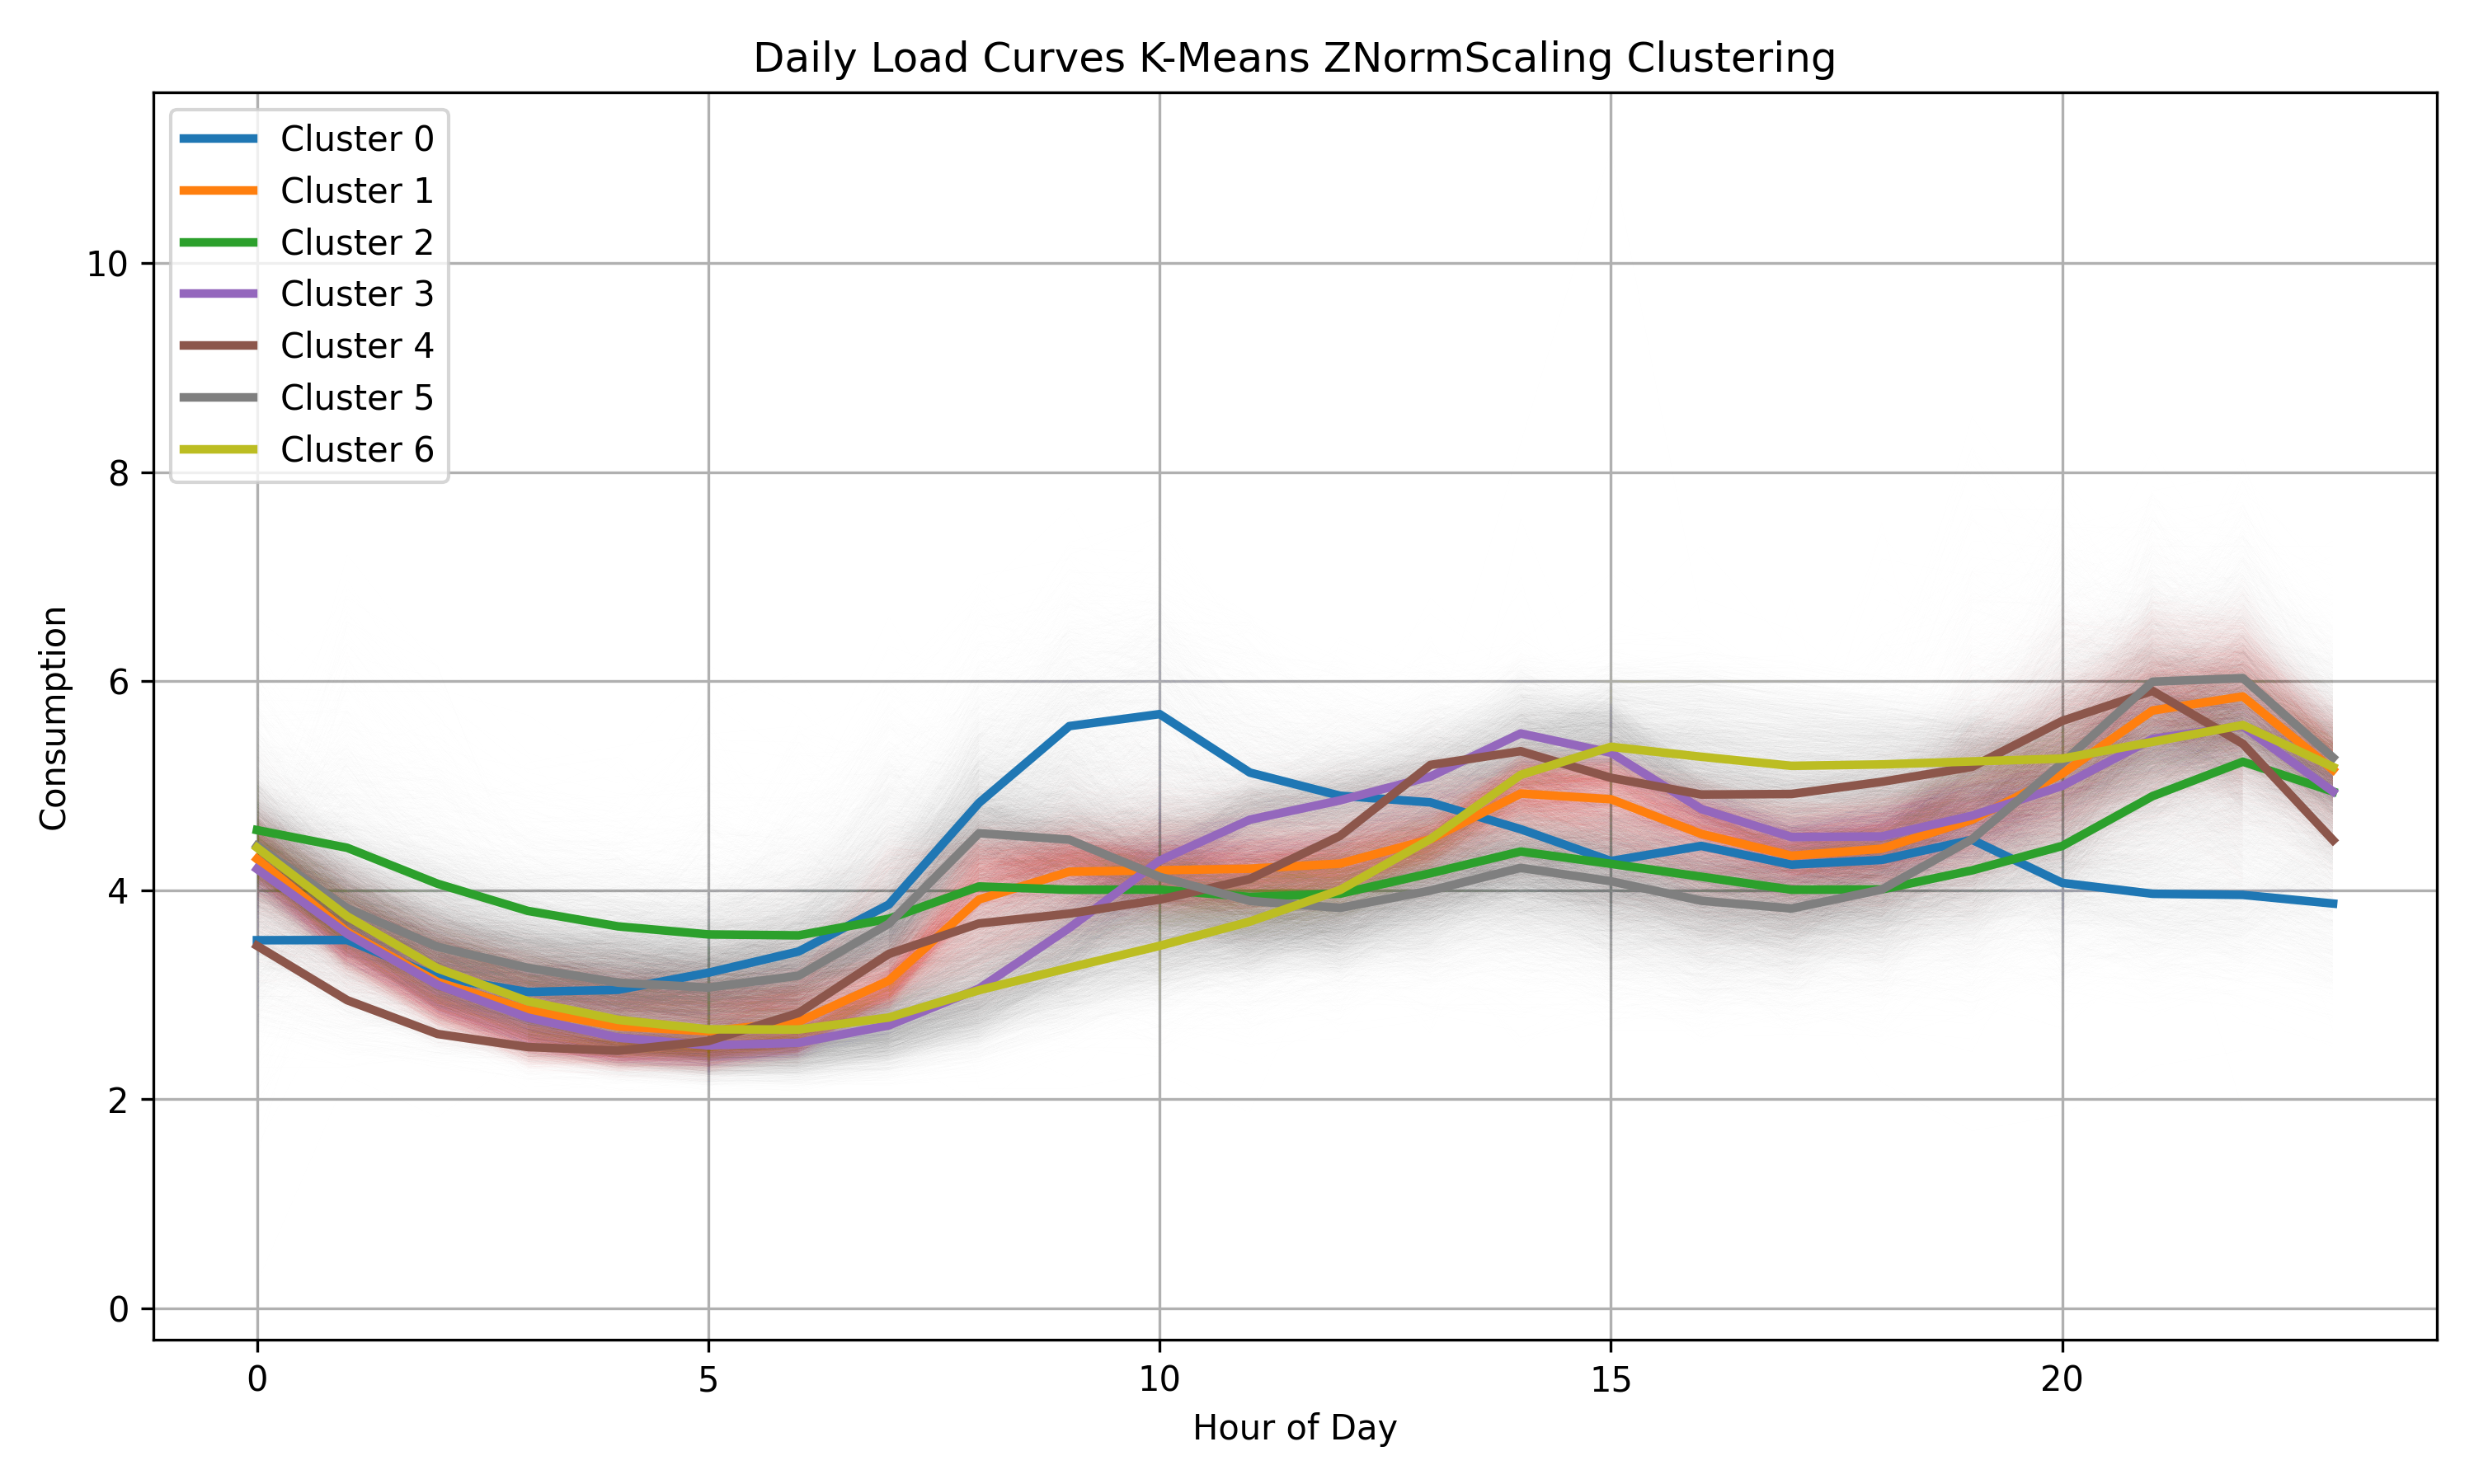 Daily Load Curves K-Means ZNormScaling Clustering
Cluster 0
Cluster 1
Cluster 2
Cluster 3
Cluster 4
Cluster 5
Cluster 6
10
8
6
4
2
0
Consumption
0 5 10 15 20
Hour of Day